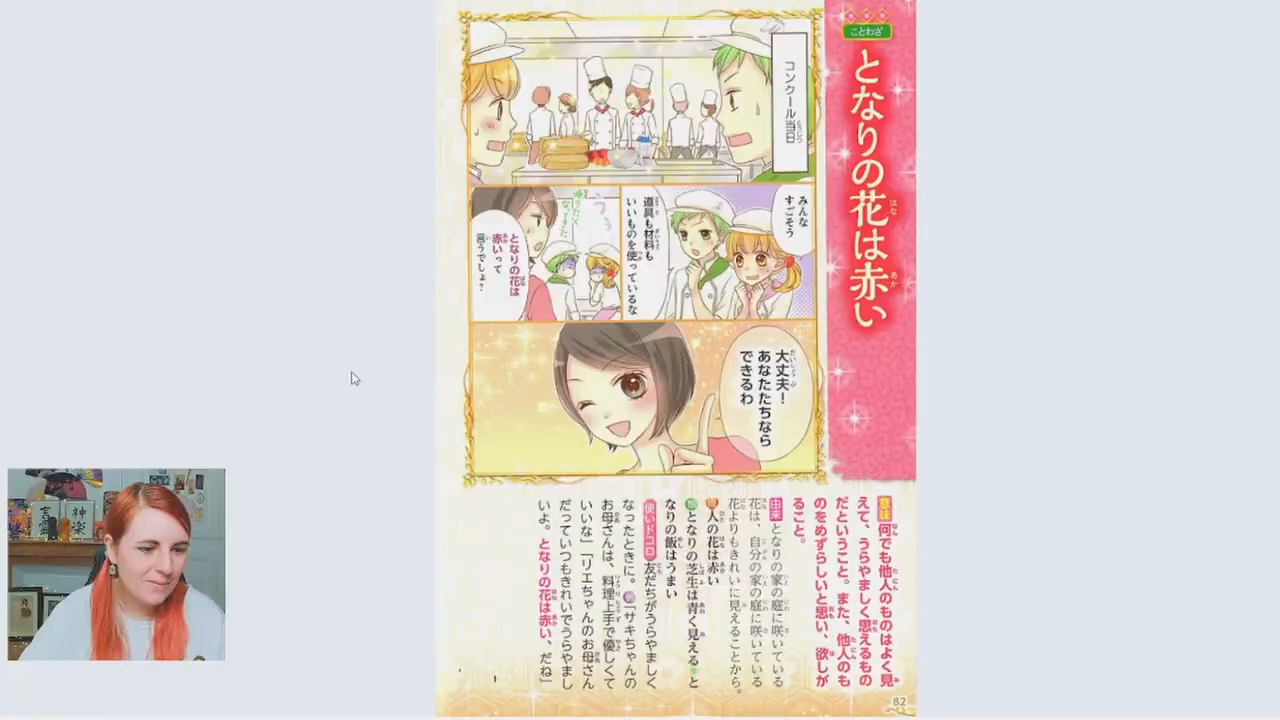 ことわざ
となりの花は赤い
コンクール当日
みんな
すごそう
道具も材料も
いいものを使っているな
帰りたく
なってきた
となりの花は
赤いって
言うでしょ?
大丈夫!
あなたたちなら
できるわ
意味 何でも他人のものはよく見
えて、うらやましく思えるもの
だということ。また、他人のも
のをめずらしいと思い、欲しが
ること。
由来 となりの家の庭に咲いている
花は、自分の家の庭に咲いている
花よりもきれいに見えることから。
人の花は赤い
となりの芝生は青く見える と
なりの飯はうまい
使いドコロ 友だちがうらやましく
なったときに。「サキちゃんの
お母さんは、料理上手で優しくて
いいな」「リエちゃんのお母さん
だっていつもきれいでうらやまし
いよ。となりの花は赤い、だね」
82
言霊
神楽